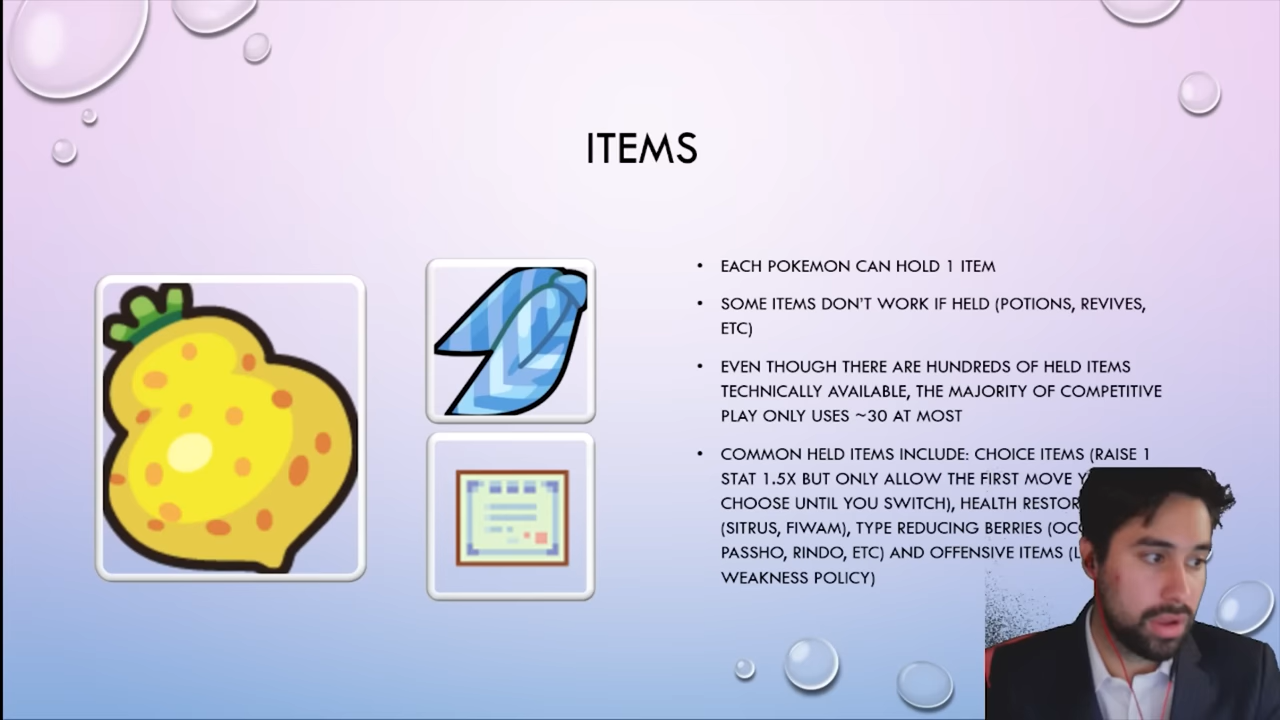 ITEMS
• EACH POKEMON CAN HOLD 1 ITEM
• SOME ITEMS DON'T WORK IF HELD (POTIONS, REVIVES,
ETC)
• EVEN THOUGH THERE ARE HUNDREDS OF HELD ITEMS
TECHNICALLY AVAILABLE, THE MAJORITY OF COMPETITIVE
PLAY ONLY USES ~30 AT MOST
• COMMON HELD ITEMS INCLUDE: CHOICE ITEMS (RAISE 1
STAT 1.5X BUT ONLY ALLOW THE FIRST MOVE
CHOOSE UNTIL YOU SWITCH), HEALTH
(SITRUS, FIWAM), TYPE REDUCING BERRIES
PASSHO, RINDO, ETC) AND OFFENSIVE ITEMS
WEAKNESS POLICY)